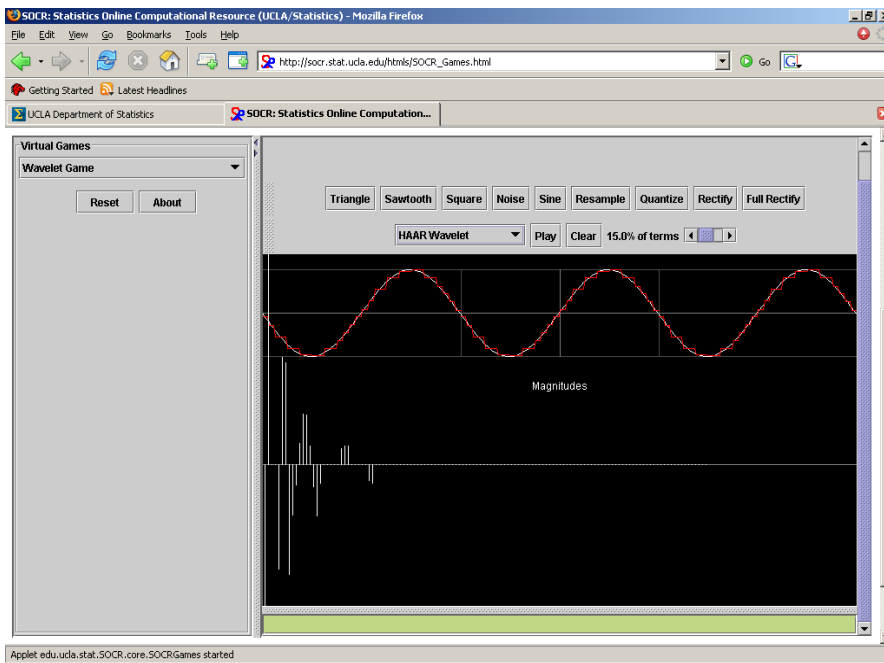 SOCR: Statistics Online Computational Resource (UCLA/Statistics) - Mozilla Firefox
File Edit View Go Bookmarks Tools Help
http://socr.stat.ucla.edu/htmls/SOCR_Games.html Go G
Getting Started Latest Headlines
UCLA Department of Statistics SOCR: Statistics Online Computation...
Virtual Games
Wavelet Game
Reset About
Triangle Sawtooth Square Noise Sine Resample Quantize Rectify Full Rectify
HAAR Wavelet Play Clear 15.0% of terms
Magnitudes
Applet edu.ucla.stat.SOCR.core.SOCRGames started